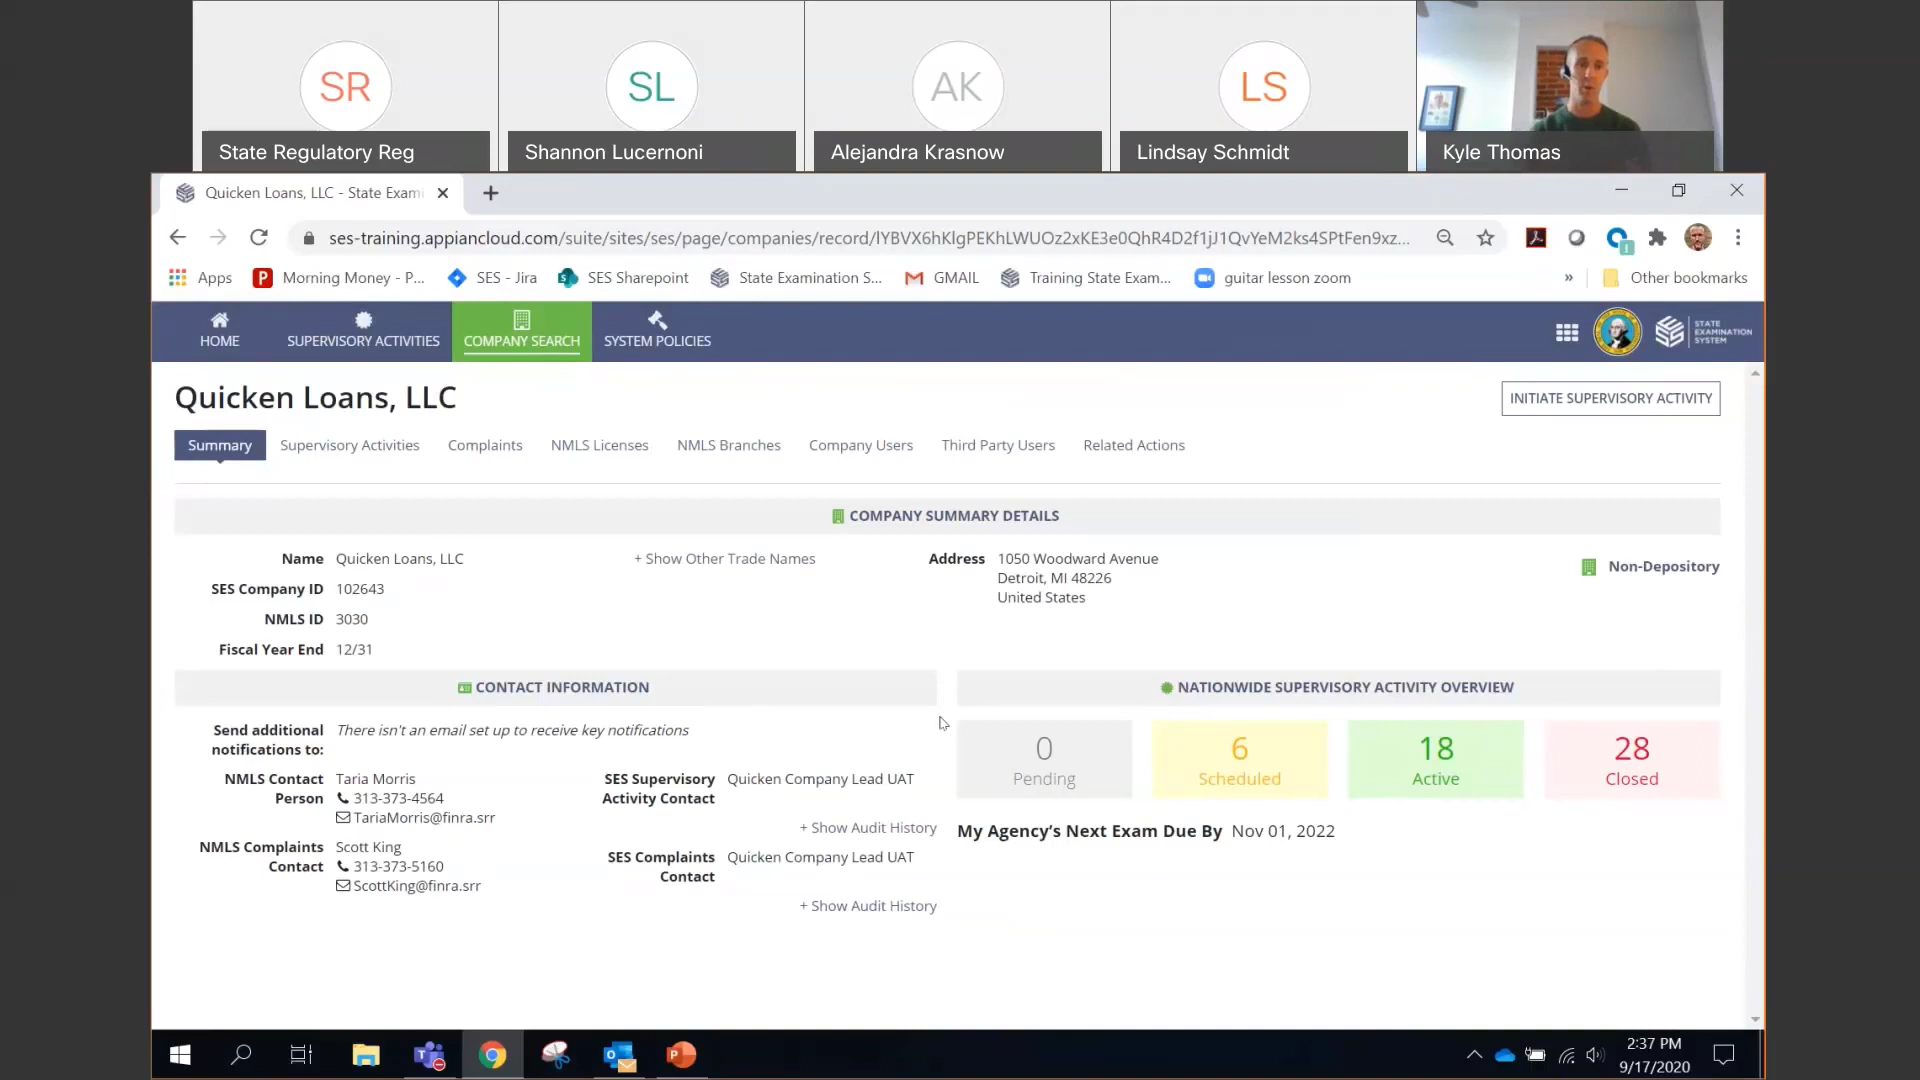 SR
SL
AK
LS
State Regulatory Reg
Shannon Lucernoni
Alejandra Krasnow
Lindsay Schmidt
Kyle Thomas
Quicken Loans, LLC - State Exam
ses-training.appiancloud.com/suite/sites/ses/page/companies/record/lYBVX6hKlgPEKhLWUOz2xKE3e0QhR4D2f1jJ1QvYeM2ks4SPtFen9xz...
Apps
Morning Money - P...
SES - Jira
SES Sharepoint
State Examination S...
GMAIL
Training State Exam...
guitar lesson zoom
»
Other bookmarks
HOME
SUPERVISORY ACTIVITIES
COMPANY SEARCH
SYSTEM POLICIES
STATE
EXAMINATION
SYSTEM
Quicken Loans, LLC
INITIATE SUPERVISORY ACTIVITY
Summary
Supervisory Activities
Complaints
NMLS Licenses
NMLS Branches
Company Users
Third Party Users
Related Actions
COMPANY SUMMARY DETAILS
Name Quicken Loans, LLC
+ Show Other Trade Names
SES Company ID 102643
NMLS ID 3030
Fiscal Year End 12/31
Address 1050 Woodward Avenue
Detroit, MI 48226
United States
Non-Depository
CONTACT INFORMATION
Send additional
notifications to:
There isn't an email set up to receive key notifications
NMLS Contact
Person
Taria Morris
313-373-4564
TariaMorris@finra.srr
NMLS Complaints
Contact
Scott King
313-373-5160
ScottKing@finra.srr
SES Supervisory
Activity Contact
Quicken Company Lead UAT
+ Show Audit History
SES Complaints
Contact
Quicken Company Lead UAT
+ Show Audit History
NATIONWIDE SUPERVISORY ACTIVITY OVERVIEW
0
Pending
6
Scheduled
18
Active
28
Closed
My Agency's Next Exam Due By Nov 01, 2022
2:37 PM
9/17/2020